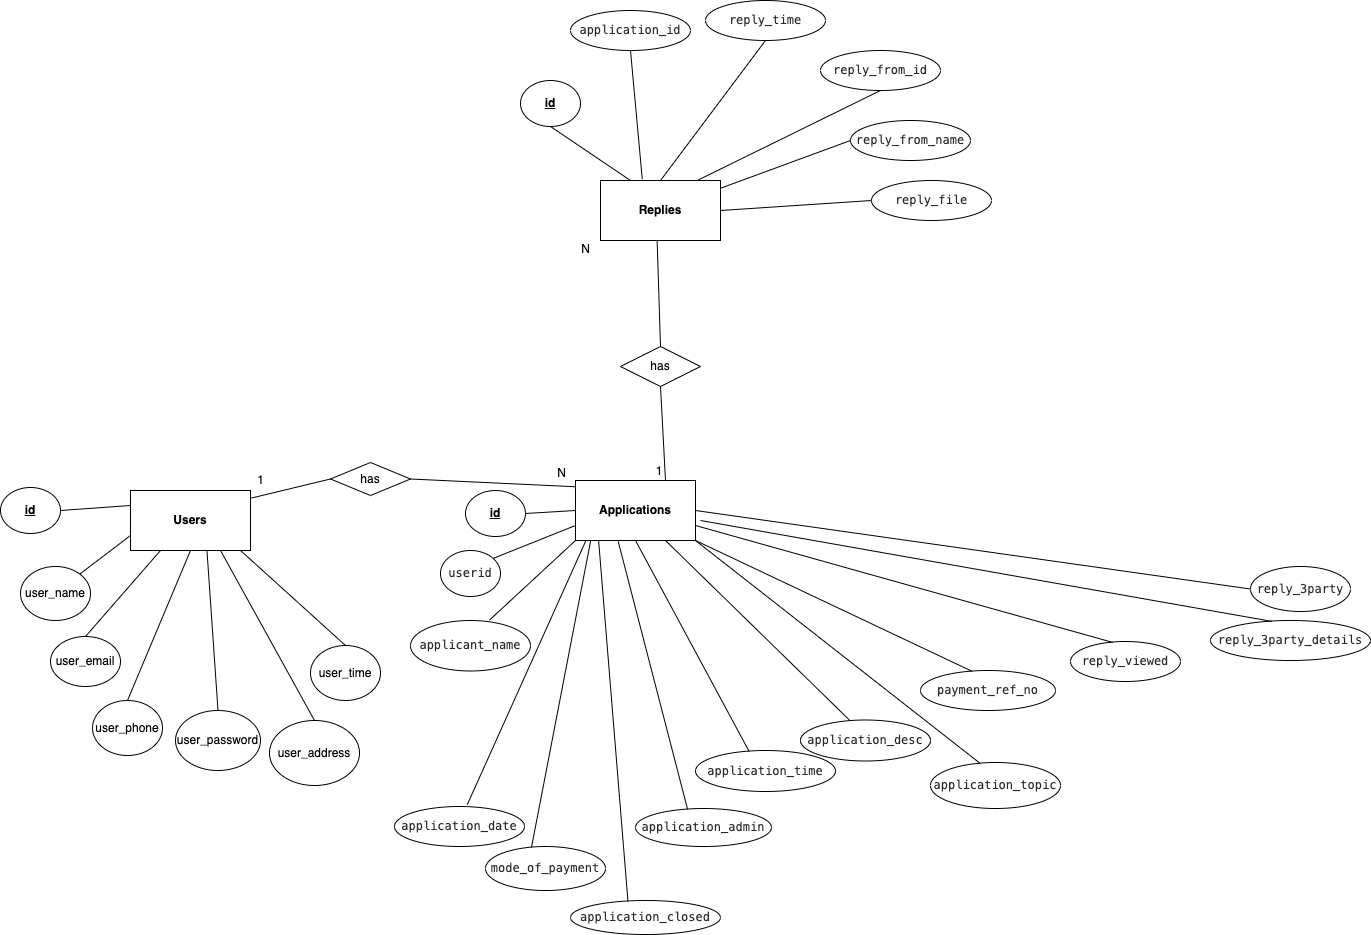 reply_time
application_id
reply_from_id
id
reply_from_name
reply_file
Replies
N
has
1
N
1
has
id
Users
id
Applications
userid
user_name
reply_3party
applicant_name
reply_3party_details
user_email
reply_viewed
user_time
payment_ref_no
user_phone
user_password
user_address
application_desc
application_time
application_topic
application_date
application_admin
mode_of_payment
application_closed